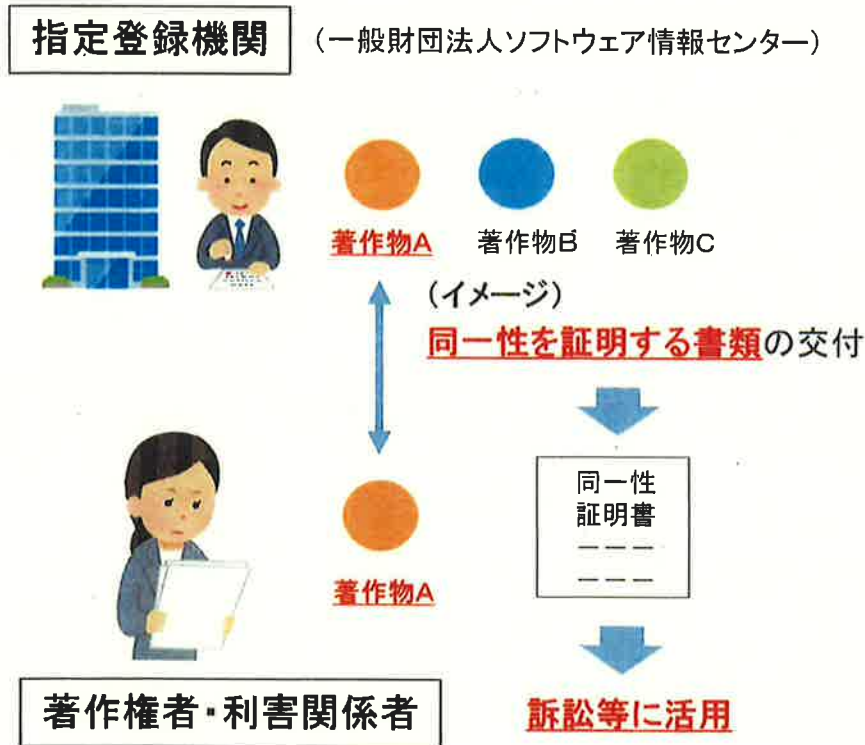 指定登録機関 (一般財団法人ソフトウェア情報センター)
著作物A 著作物B 著作物C
(イメージ)
同一性を証明する書類の交付
同一性
証明書
著作物A
著作権者・利害関係者
訴訟等に活用